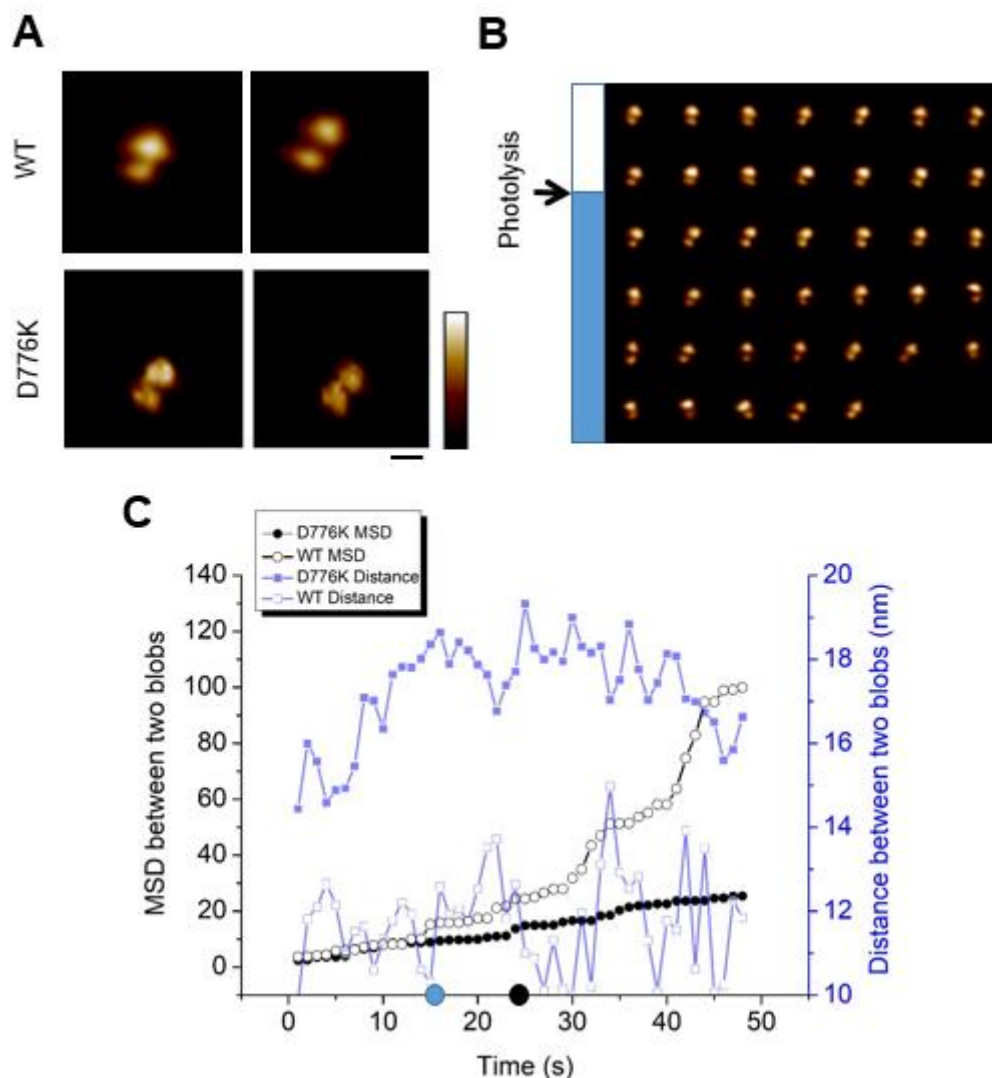 A
B
WT
D776K
Photolysis
C
D776K MSD
WT MSD
D776K Distance
WT Distance
MSD between two blobs
140
120
100
80
60
40
20
0
0
10
20
30
40
50
Time (s)
20
18
16
14
12
10
Distance between two blobs (nm)